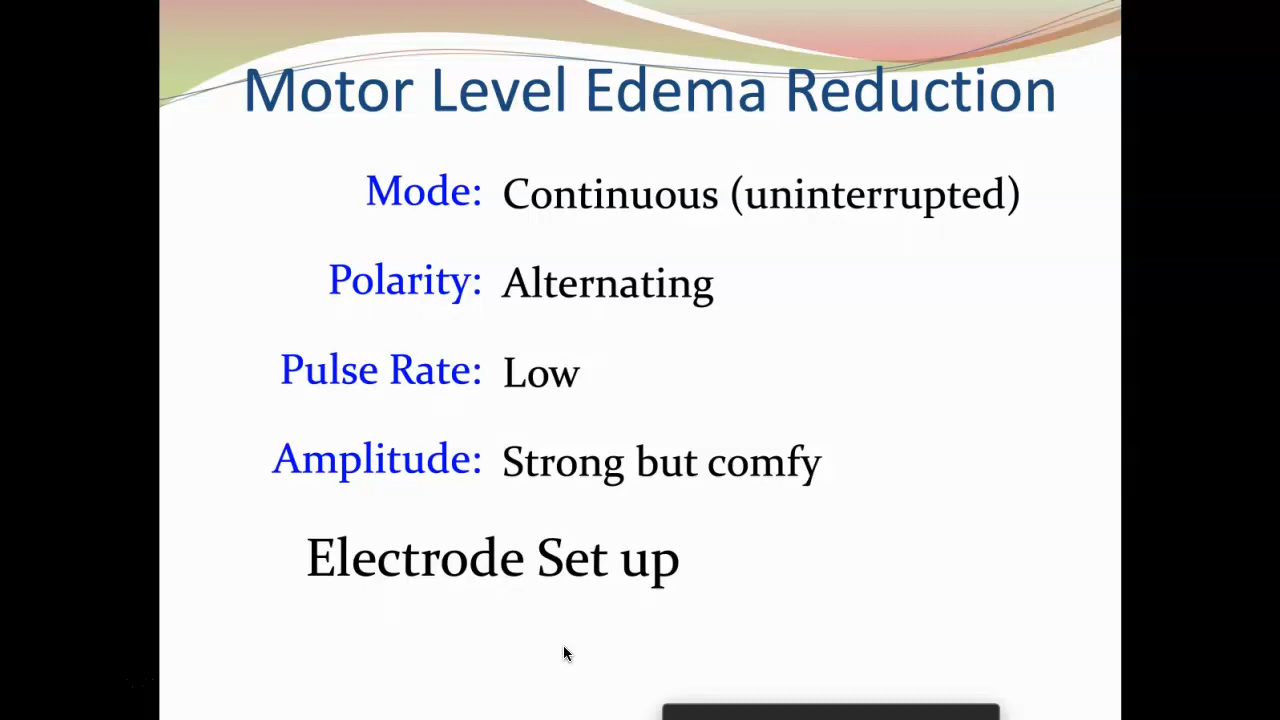 Motor Level Edema Reduction
Mode: Continuous (uninterrupted)
Polarity: Alternating
Pulse Rate: Low
Amplitude: Strong but comfy
Electrode Set up